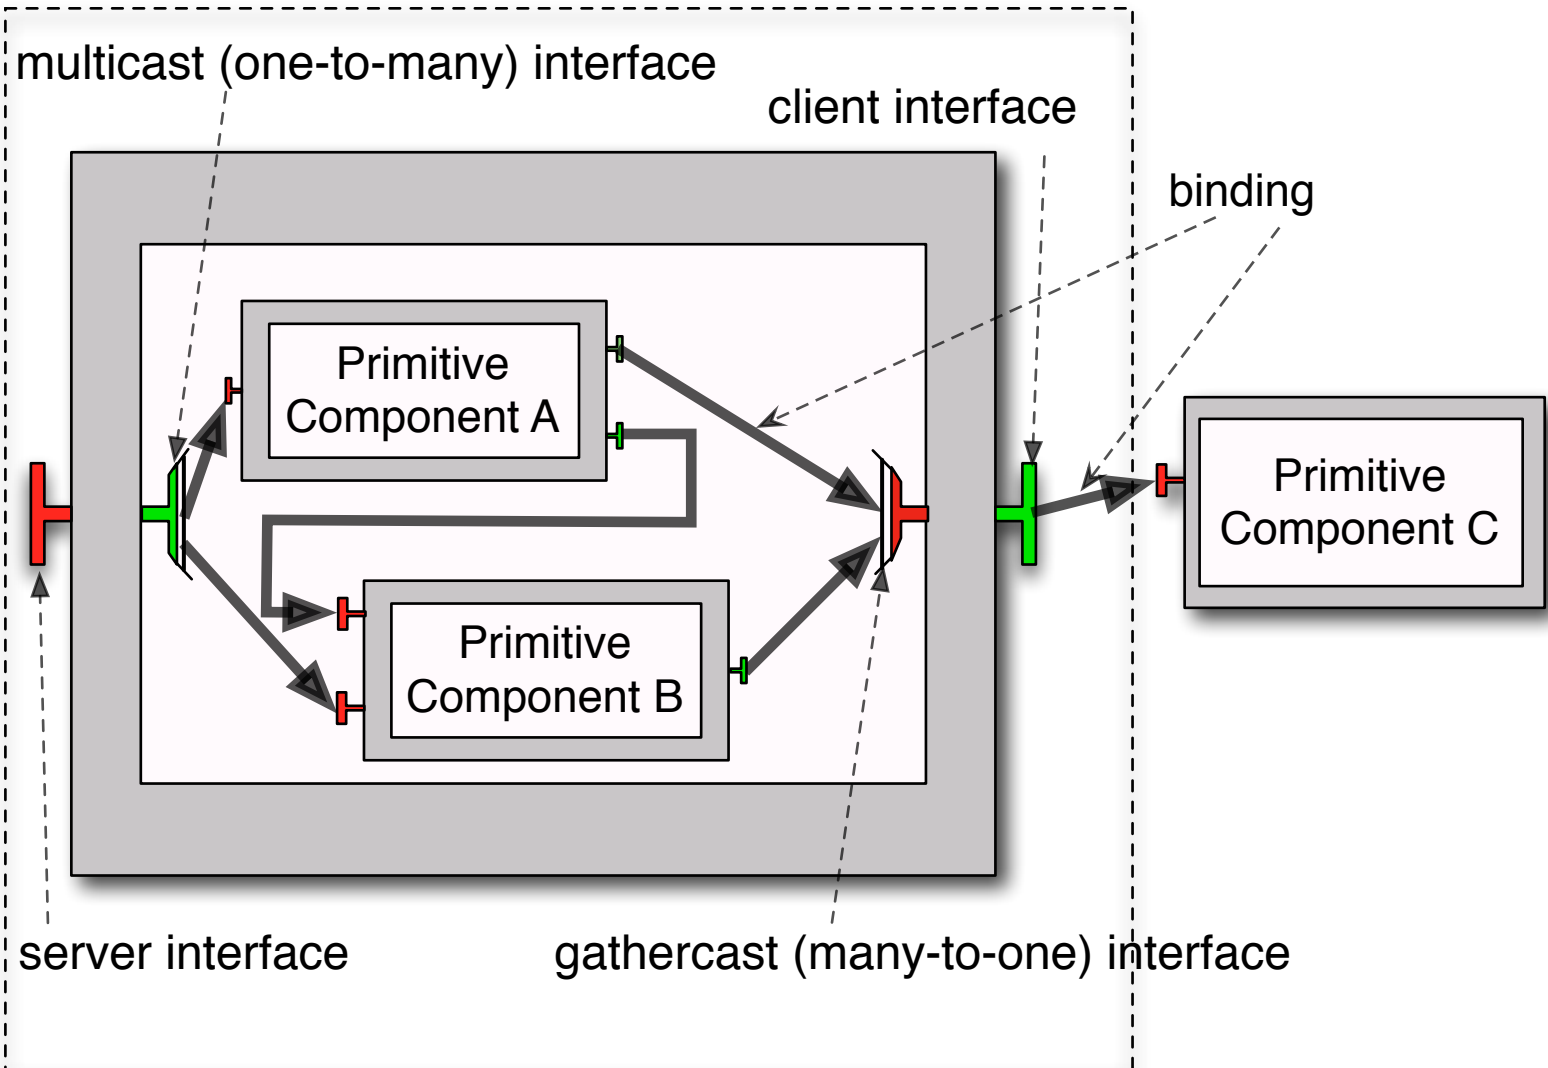 multicast (one-to-many) interface
client interface
binding
Primitive
Component A
Primitive
Component C
Primitive
Component B
server interface
gathercast (many-to-one) interface